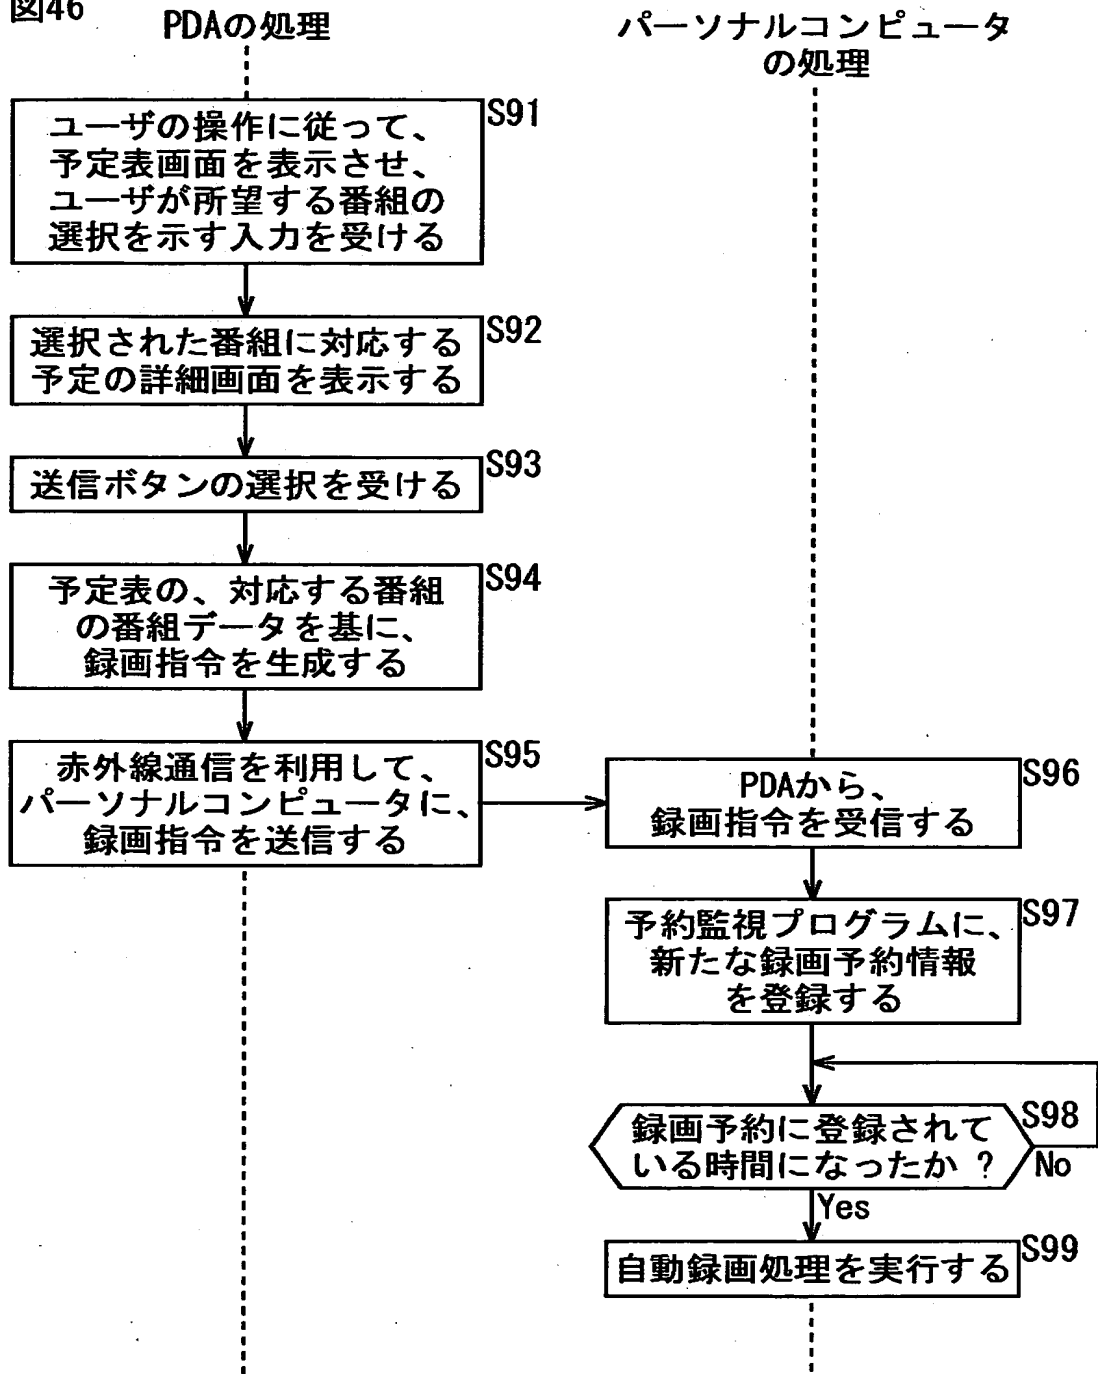 図46
PDAの処理
パーソナルコンピュータ
の処理
S91
ユーザの操作に従って、
予定表画面を表示させ、
ユーザが所望する番組の
選択を示す入力を受ける
S92
選択された番組に対応する
予定の詳細画面を表示する
S93
送信ボタンの選択を受ける
S94
予定表の、対応する番組
の番組データを基に、
録画指令を生成する
S95
赤外線通信を利用して、
パーソナルコンピュータに、
録画指令を送信する
S96
PDAから、
録画指令を受信する
S97
予約監視プログラムに、
新たな録画予約情報
を登録する
S98
録画予約に登録されて
いる時間になったか？
No
Yes
S99
自動録画処理を実行する